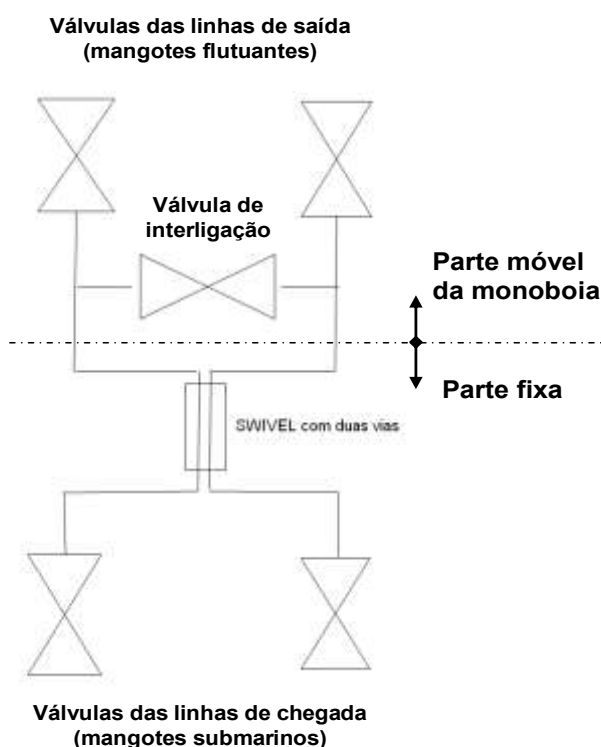 Válvulas das linhas de saída
(mangotes flutuantes)
Válvula de
interligação
Parte móvel
da monoboia
Parte fixa
SWIVEL com duas vias
Válvulas das linhas de chegada
(mangotes submarinos)